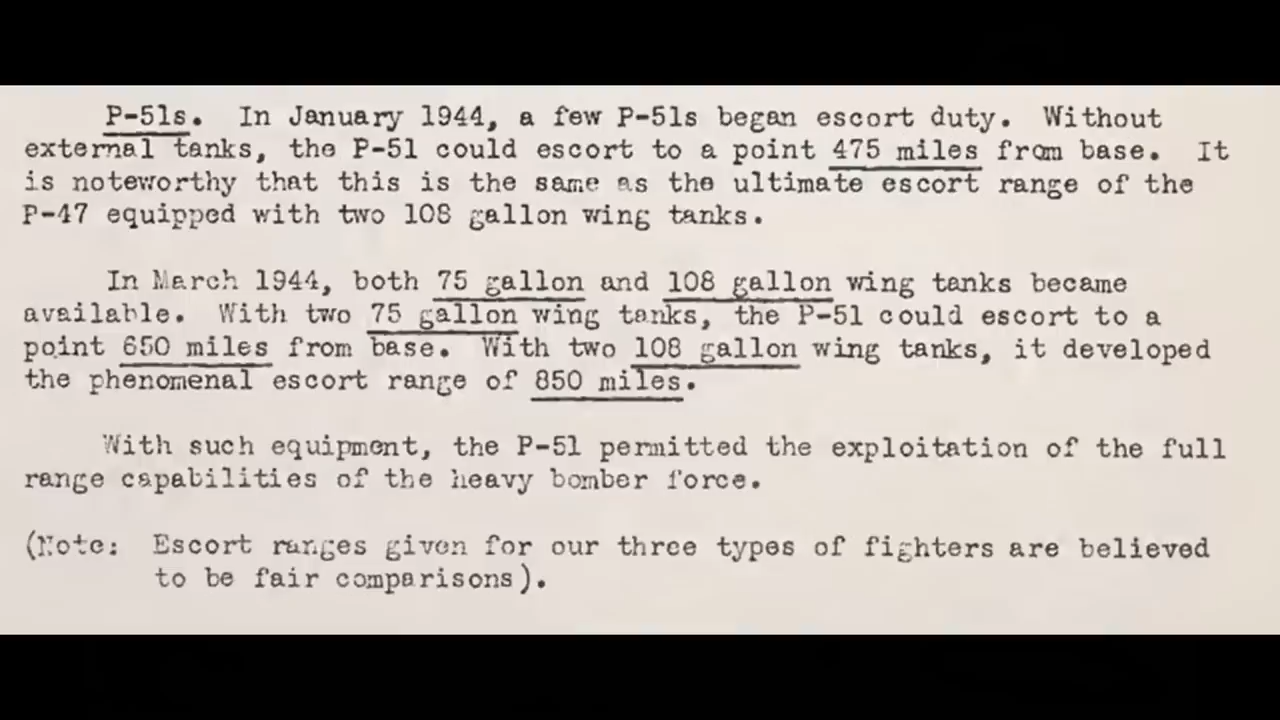 P-51s. In January 1944, a few P-51s began escort duty. Without
external tanks, the P-51 could escort to a point 475 miles from base. It
is noteworthy that this is the same as the ultimate escort range of the
P-47 equipped with two 108 gallon wing tanks.
In March 1944, both 75 gallon and 108 gallon wing tanks became
available. With two 75 gallon wing tanks, the P-51 could escort to a
point 650 miles from base. With two 108 gallon wing tanks, it developed
the phenomenal escort range of 850 miles.
With such equipment, the P-51 permitted the exploitation of the full
range capabilities of the heavy bomber force.
(Note: Escort ranges given for our three types of fighters are believed
to be fair comparisons).